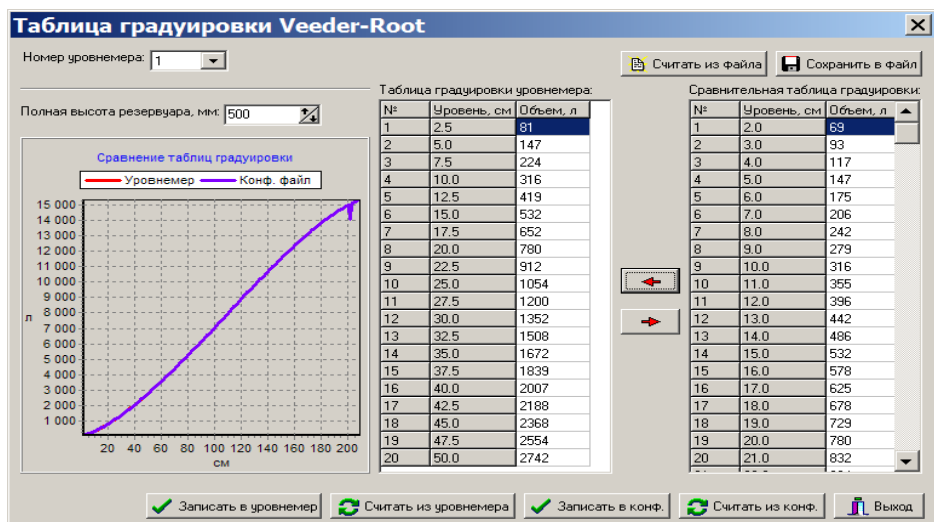 Таблица градуировки Veeder-Root
Номер уровнемера: 1
Считать из файла
Сохранить в файл
Полная высота резервуара, мм: 500
Сравнение таблиц градуировки
Уровнемер
Конф. файл
15 000
14 000
13 000
12 000
11 000
10 000
9 000
8 000
7 000
6 000
5 000
4 000
3 000
2 000
1 000
л
20 40 60 80 100 120 140 160 180 200
см
Таблица градуировки уровнемера:
№ Уровень, см Объем, л
1 2.5 81
2 5.0 147
3 7.5 224
4 10.0 316
5 12.5 419
6 15.0 532
7 17.5 652
8 20.0 780
9 22.5 912
10 25.0 1054
11 27.5 1200
12 30.0 1352
13 32.5 1508
14 35.0 1672
15 37.5 1839
16 40.0 2007
17 42.5 2188
18 45.0 2368
19 47.5 2554
20 50.0 2742
Сравнительная таблица градуировки:
№ Уровень, см Объем, л
1 2.0 69
2 3.0 93
3 4.0 117
4 5.0 147
5 6.0 175
6 7.0 206
7 8.0 242
8 9.0 279
9 10.0 316
10 11.0 355
11 12.0 396
12 13.0 442
13 14.0 486
14 15.0 532
15 16.0 578
16 17.0 625
17 18.0 678
18 19.0 729
19 20.0 780
20 21.0 832
Записать в уровнемер
Считать из уровнемера
Записать в конф.
Считать из конф.
Выход